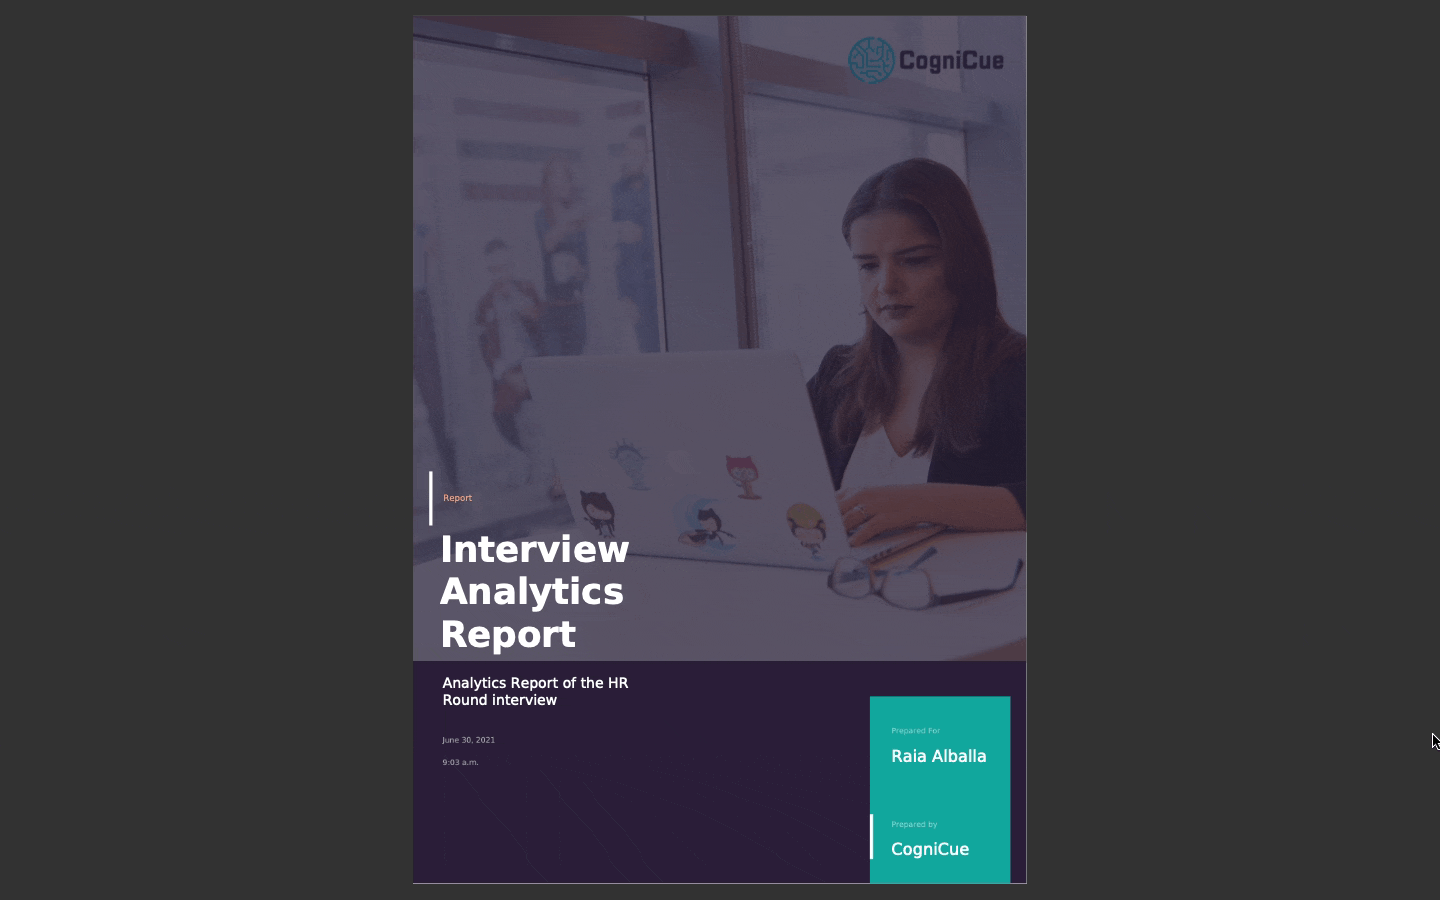 CogniCue
Report
Interview
Analytics
Report
Analytics Report of the HR
Round interview
June 30, 2021
9:03 a.m.
Prepared For
Raia Alballa
Prepared by
CogniCue